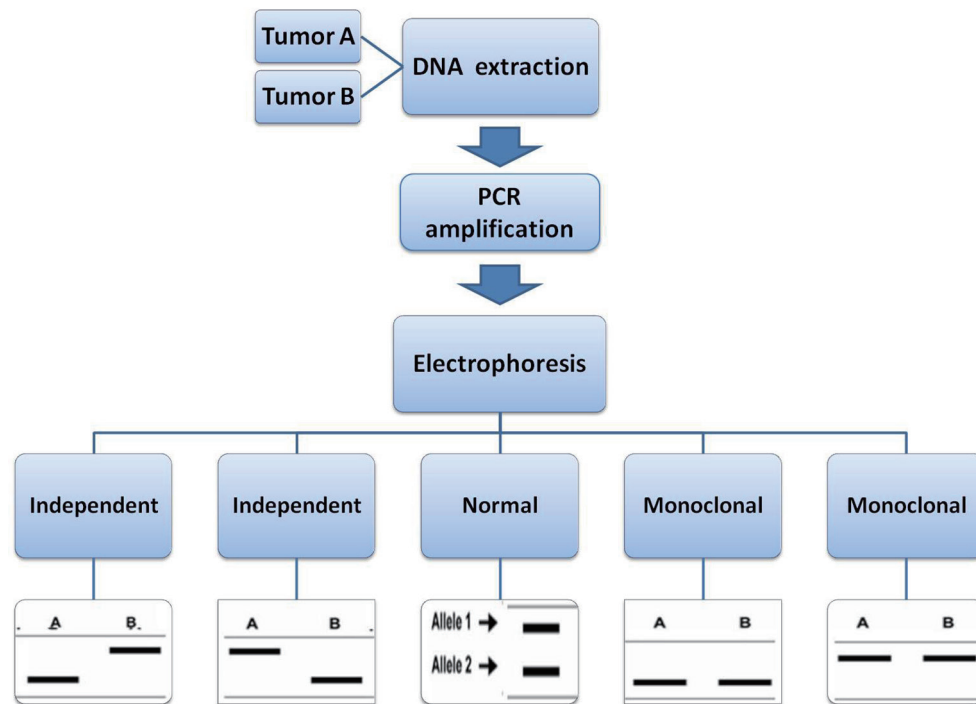 Tumor A
Tumor B
DNA extraction
PCR
amplification
Electrophoresis
Independent
Independent
Normal
Monoclonal
Monoclonal
A B
A B
Allele 1
Allele 2
A B
A B